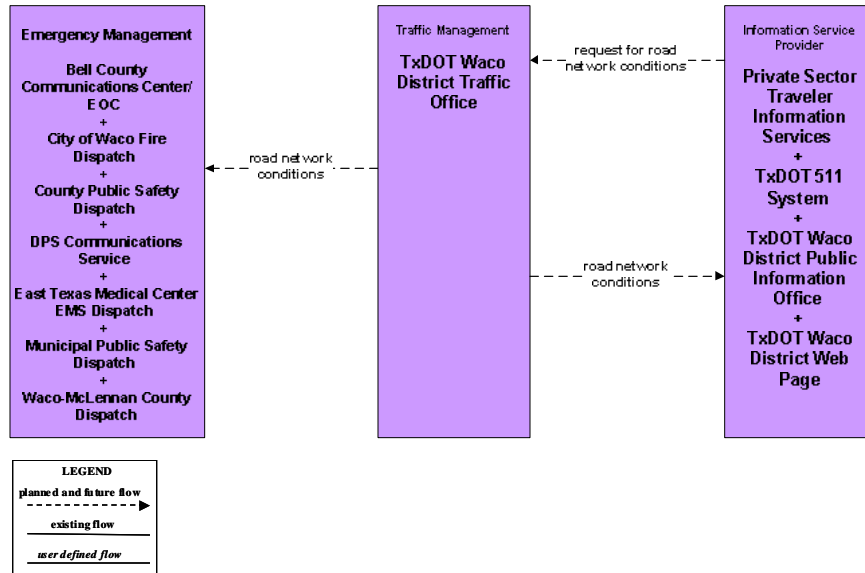 Emergency Management
Bell County
Communications Center/
EOC
+
City of Waco Fire
Dispatch
+
County Public Safety
Dispatch
+
DPS Communications
Service
+
East Texas Medical Center
EMS Dispatch
+
Municipal Public Safety
Dispatch
+
Waco-McLennan County
Dispatch
road network
conditions
Traffic Management
TxDOT Waco
District Traffic
Office
request for road
network conditions
road network
conditions
Information Service
Provider
Private Sector
Traveler
Information
Services
+
TxDOT 511
System
+
TxDOT Waco
District Public
Information
Office
+
TxDOT Waco
District Web
Page
LEGEND
planned and future flow
existing flow
user defined flow